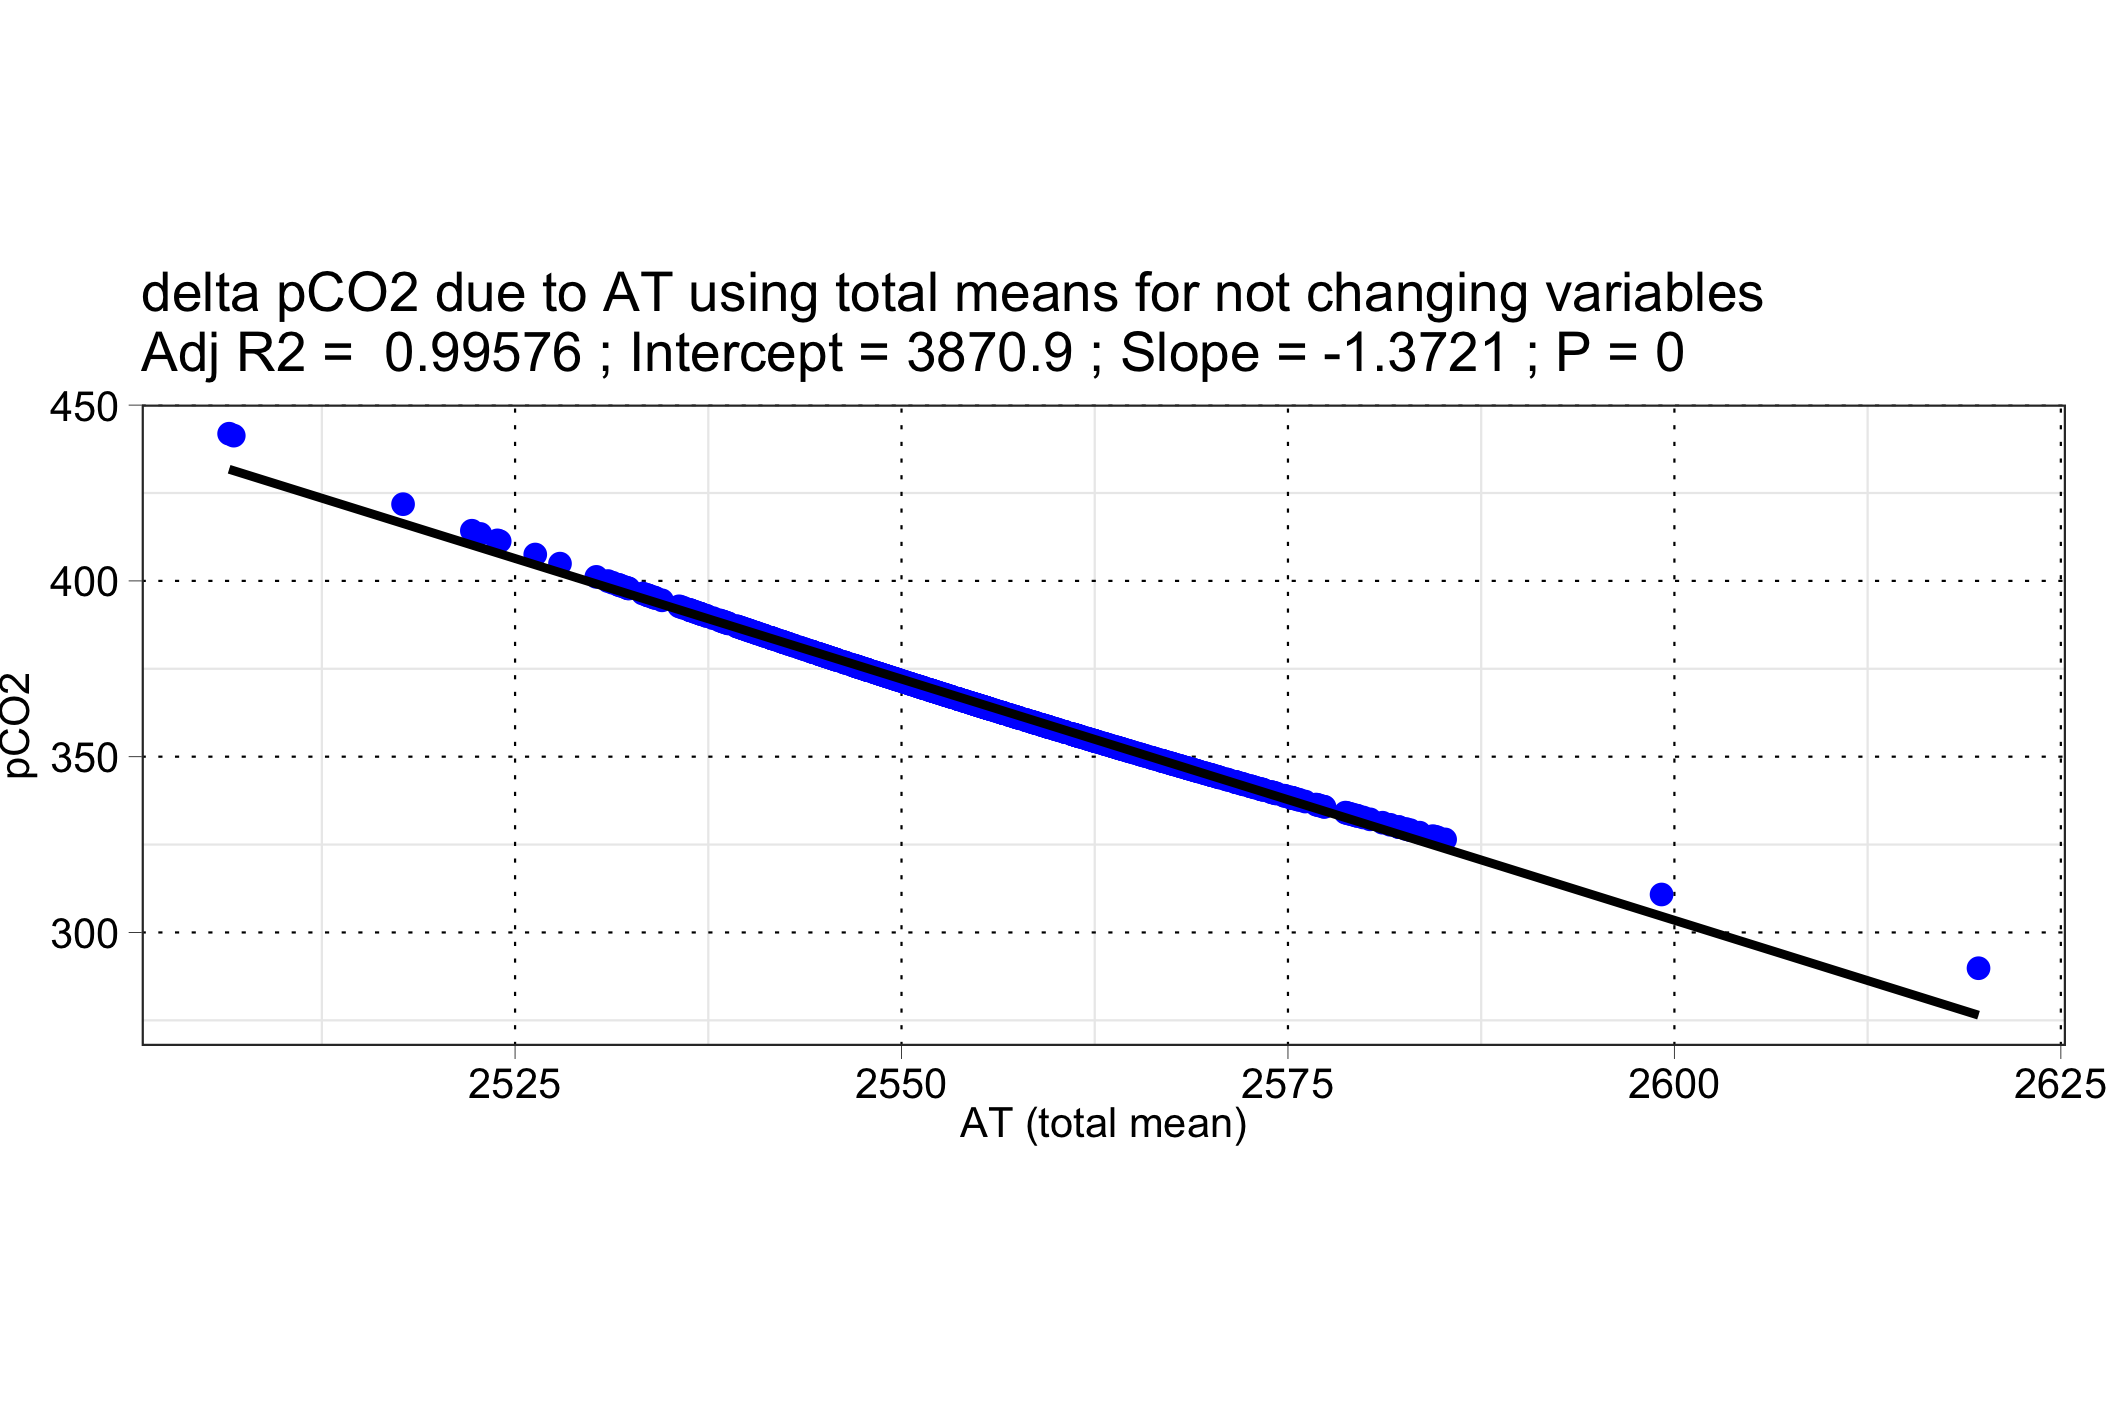 delta pCO2 due to AT using total means for not changing variables
Adj R2 =  0.99576 ; Intercept = 3870.9 ; Slope = -1.3721 ; P = 0
450
400
350
300
pCO2
2525 2550 2575 2600 2625
AT (total mean)